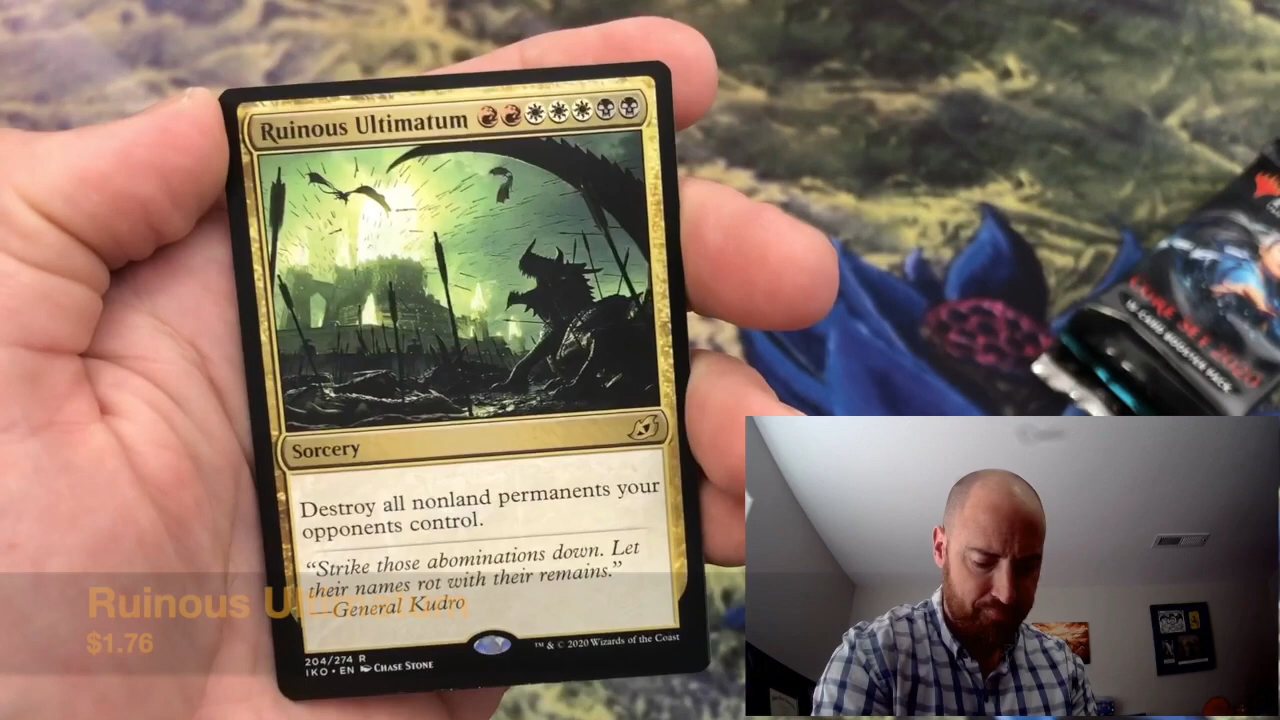 Ruinous Ultimatum
Sorcery
Destroy all nonland permanents your
opponents control.
"Strike those abominations down. Let
their names rot with their remains."
—General Kudro
204/274 R
IKO • EN CHASE STONE
™ & © 2020 Wizards of the Coast
Ruinous Ultimatum
$1.76
CORE SET 2020
15-CARD BOOSTER PACK